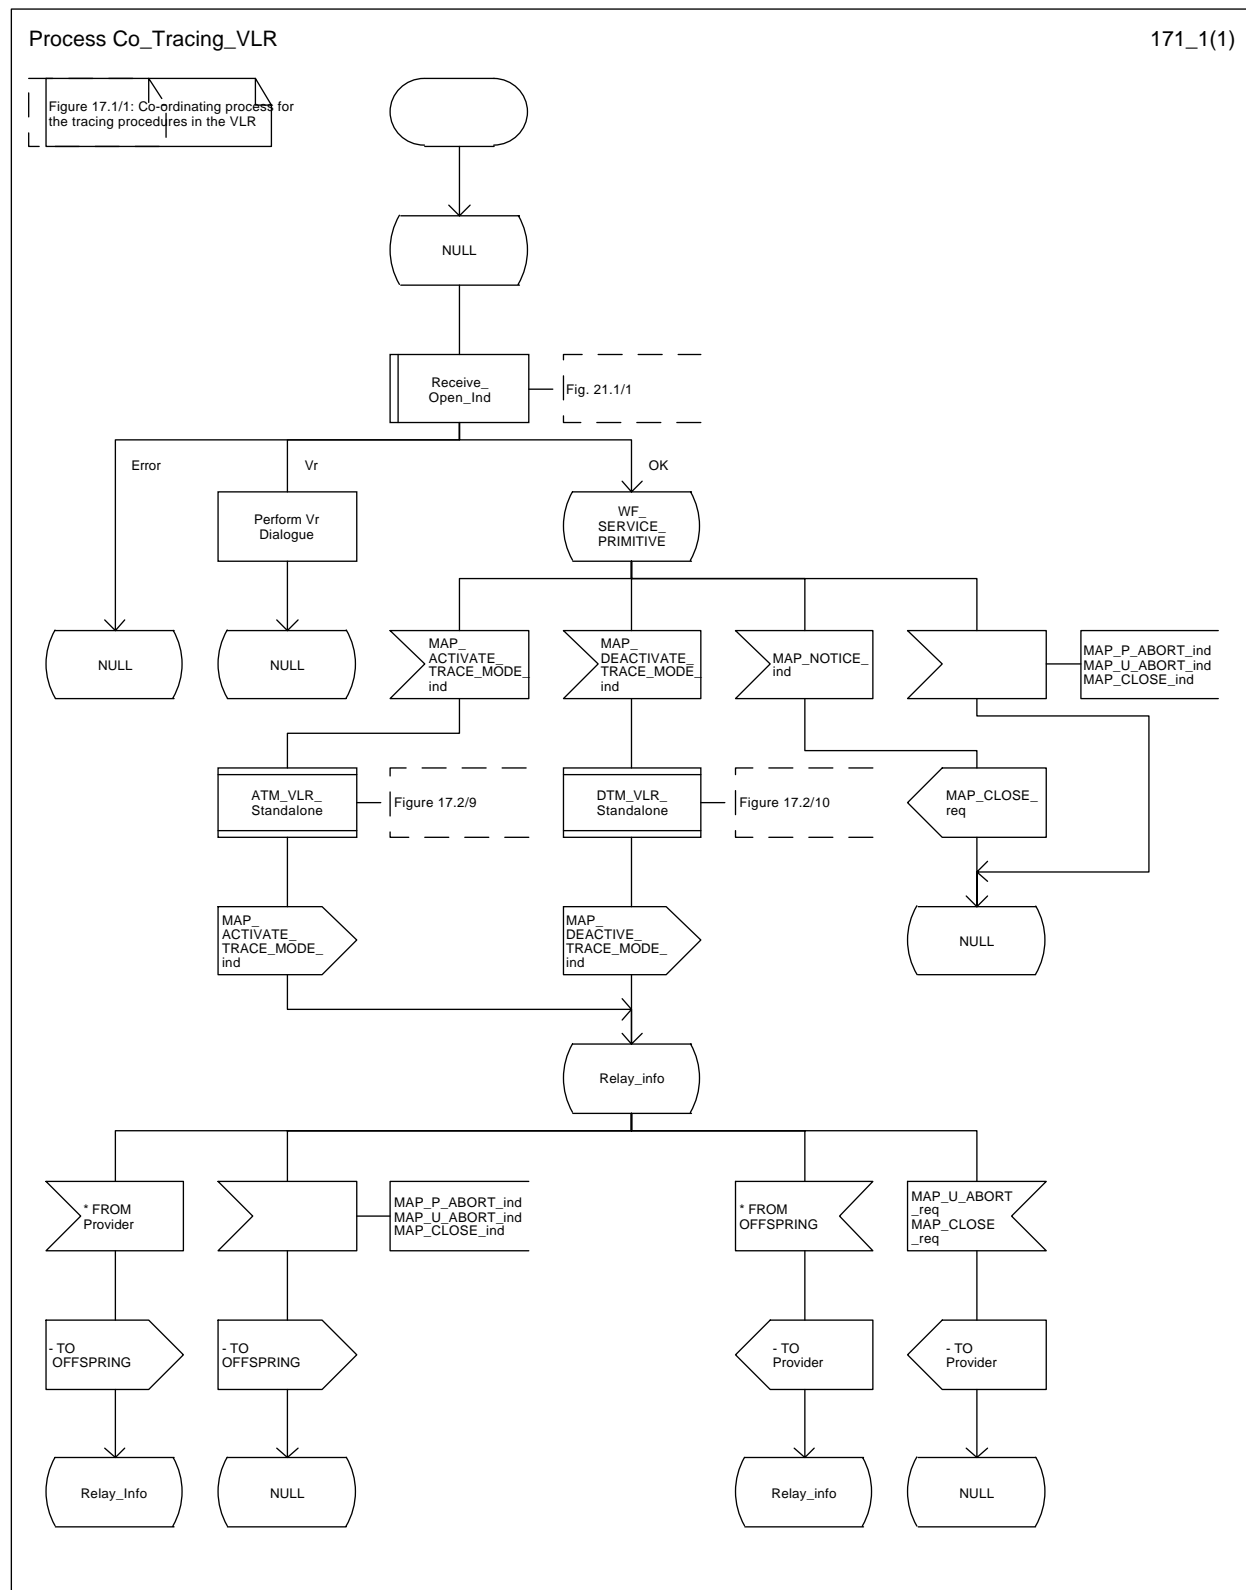 Process Co_Tracing_VLR
171_1(1)
Figure 17.1/1: Co-ordinating process for
the tracing procedures in the VLR
NULL
Receive_
Open_Ind
Fig. 21.1/1
Error
Vr
OK
Perform Vr
Dialogue
WF_
SERVICE_
PRIMITIVE
NULL
NULL
MAP_
ACTIVATE_
TRACE_MODE_
ind
MAP_
DEACTIVATE_
TRACE_MODE_
ind
MAP_NOTICE_
ind
MAP_P_ABORT_ind
MAP_U_ABORT_ind
MAP_CLOSE_ind
ATM_VLR_
Standalone
Figure 17.2/9
DTM_VLR_
Standalone
Figure 17.2/10
MAP_CLOSE_
req
MAP_
ACTIVATE_
TRACE_MODE_
ind
MAP_
DEACTIVE_
TRACE_MODE_
ind
NULL
Relay_info
* FROM
Provider
MAP_P_ABORT_ind
MAP_U_ABORT_ind
MAP_CLOSE_ind
* FROM
OFFSPRING
MAP_U_ABORT
_req
MAP_CLOSE
_req
- TO
OFFSPRING
- TO
OFFSPRING
- TO
Provider
- TO
Provider
Relay_Info
NULL
Relay_info
NULL